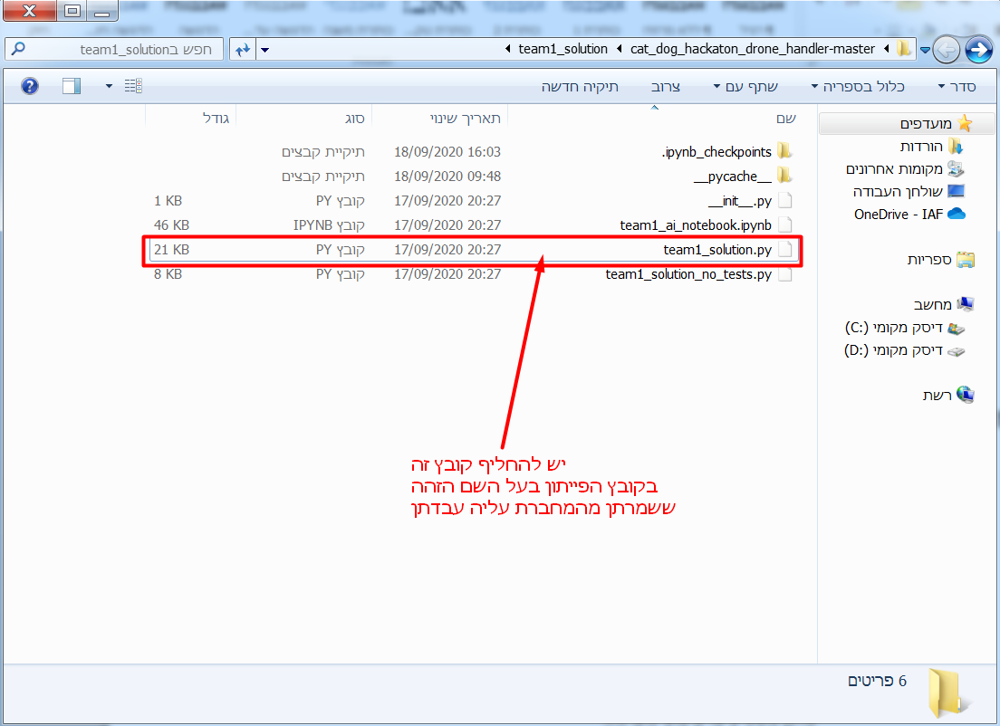 cat_dog_hackaton_drone_handler-master
team1_solution
חפש בteam1_solution
סדר
כלול בספריה
שתף עם
צרוב
תיקיה חדשה
מועדפים
הורדות
מקומות אחרונים
שולחן העבודה
OneDrive - IAF
ספריות
מחשב
דיסק מקומי (C:)
דיסק מקומי (D:)
רשת
שם תאריך שינוי סוג גודל
.ipynb_checkpoints 18/09/2020 16:03 תיקיית קבצים
__pycache__ 18/09/2020 09:48 תיקיית קבצים
__init__.py 17/09/2020 20:27 קובץ PY 1 KB
team1_ai_notebook.ipynb 17/09/2020 20:27 קובץ IPYNB 46 KB
team1_solution.py 17/09/2020 20:27 קובץ PY 21 KB
team1_solution_no_tests.py 17/09/2020 20:27 קובץ PY 8 KB
יש להחליף קובץ זה
בקובץ הפייתון בעל השם הזהה
ששמרתן מהמחברת עליה עבדתן
6 פריטים